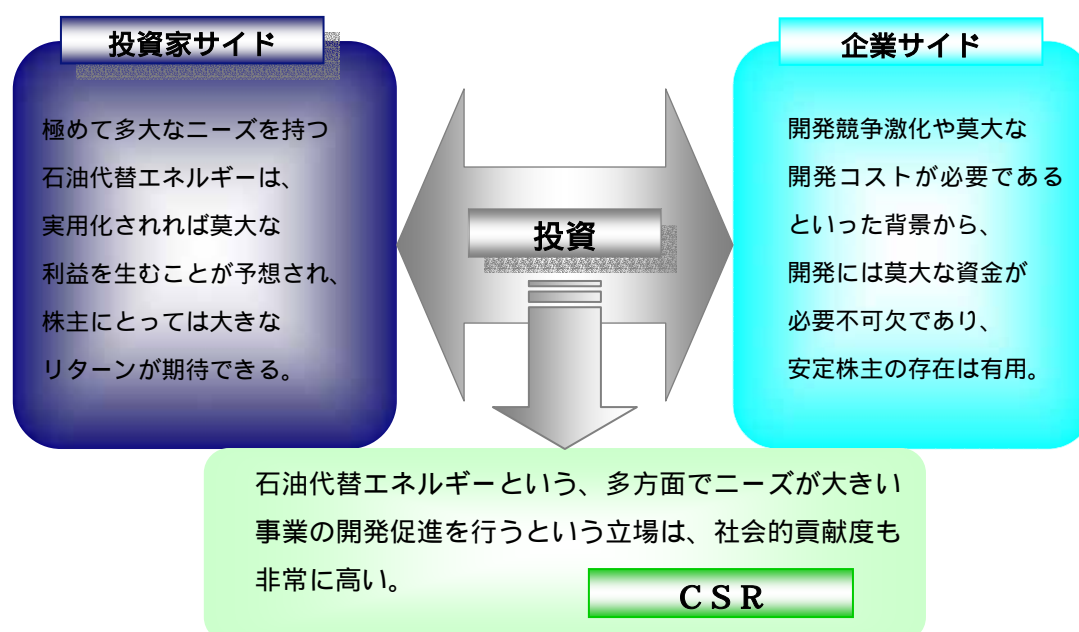 投資家サイド
極めて多大なニーズを持つ
石油代替エネルギーは、
実用化されれば莫大な
利益を生むことが予想され、
株主にとっては大きな
リターンが期待できる。
投資
企業サイド
開発競争激化や莫大な
開発コストが必要である
といった背景から、
開発には莫大な資金が
必要不可欠であり、
安定株主の存在は有用。
石油代替エネルギーという、多方面でニーズが大きい
事業の開発促進を行うという立場は、社会的貢献度も
非常に高い。
ＣＳＲ